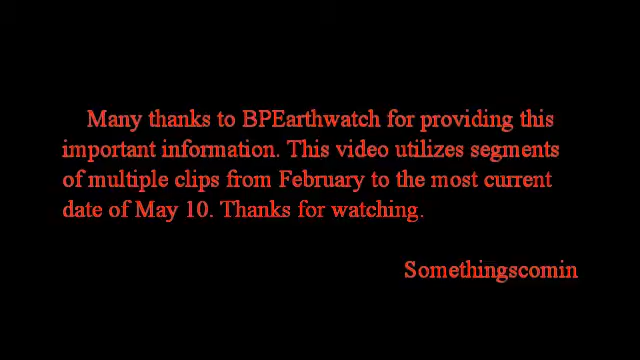 Many thanks to BPEarthwatch for providing this
important information. This video utilizes segments
of multiple clips from February to the most current
date of May 10. Thanks for watching.
Somethingscomin